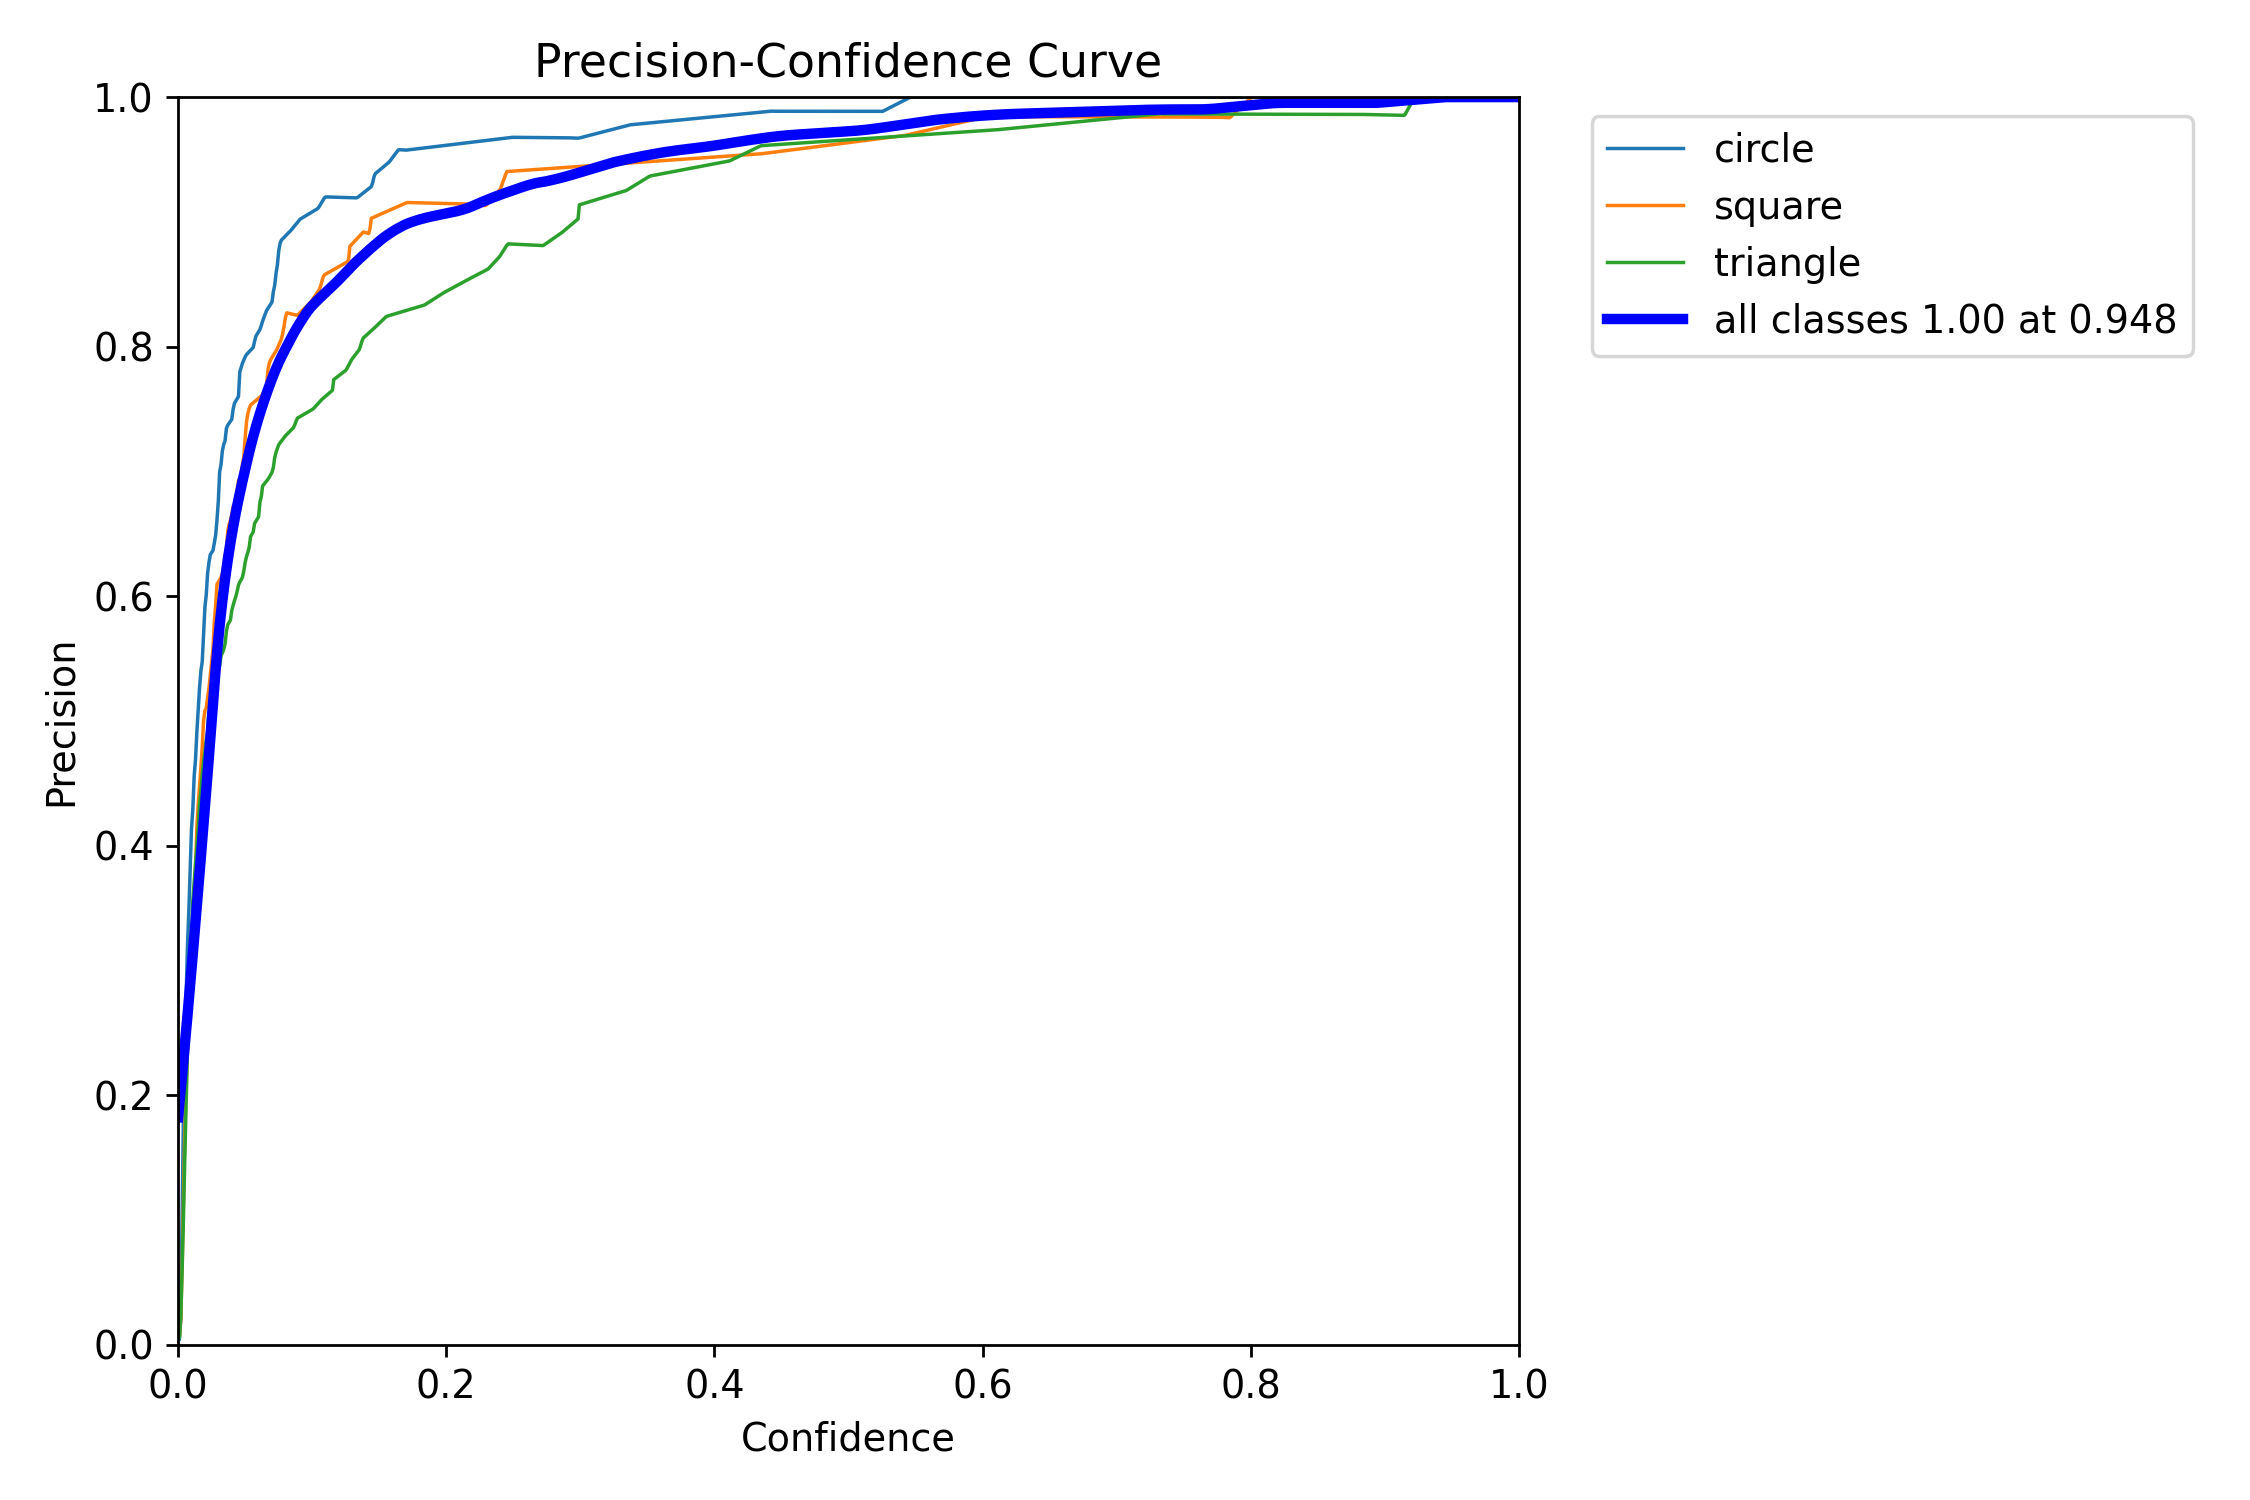 Precision-Confidence Curve
1.0
0.8
0.6
0.4
0.2
0.0
Precision
0.0 0.2 0.4 0.6 0.8 1.0
Confidence
circle
square
triangle
all classes 1.00 at 0.948